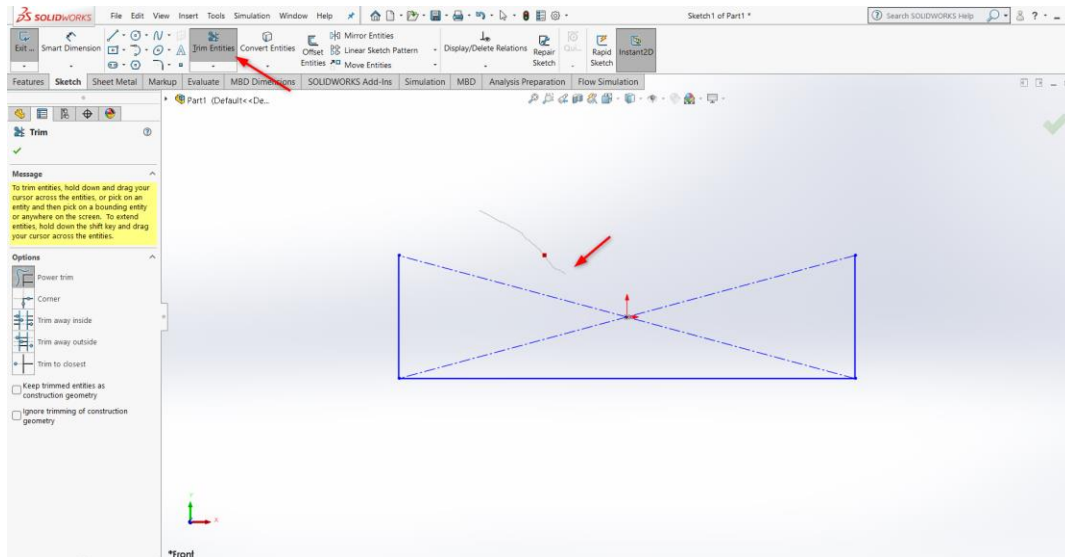 SOLIDWORKS File Edit View Insert Tools Simulation Window Help Sketch1 of Part1 * Search SOLIDWORKS Help
Exit ... Smart Dimension Trim Entities Convert Entities Offset Entities Mirror Entities Linear Sketch Pattern Move Entities Display/Delete Relations Repair Sketch Quic... Rapid Sketch Instant2D
Features Sketch Sheet Metal Markup Evaluate MBD Dimensions SOLIDWORKS Add-Ins Simulation MBD Analysis Preparation Flow Simulation
Part1 (Default<<De...
Trim
Message
To trim entities, hold down and drag your
cursor across the entities, or pick on an
entity and then pick on a bounding entity
or anywhere on the screen. To extend
entities, hold down the shift key and drag
your cursor across the entities.
Options
Power trim
Corner
Trim away inside
Trim away outside
Trim to closest
Keep trimmed entities as
construction geometry
Ignore trimming of construction
geometry
Y
X
*Front